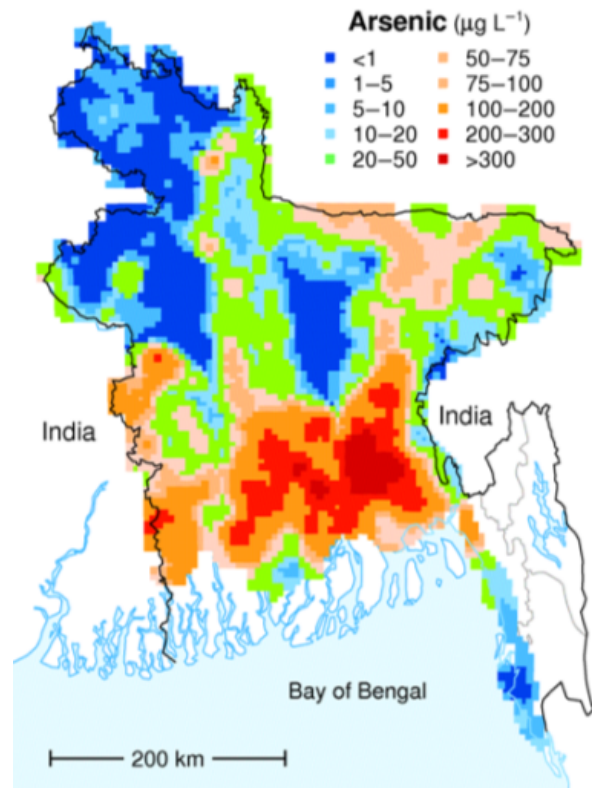 Arsenic (μg L⁻¹)
<1
1–5
5–10
10–20
20–50
50–75
75–100
100–200
200–300
>300
India
India
Bay of Bengal
200 km